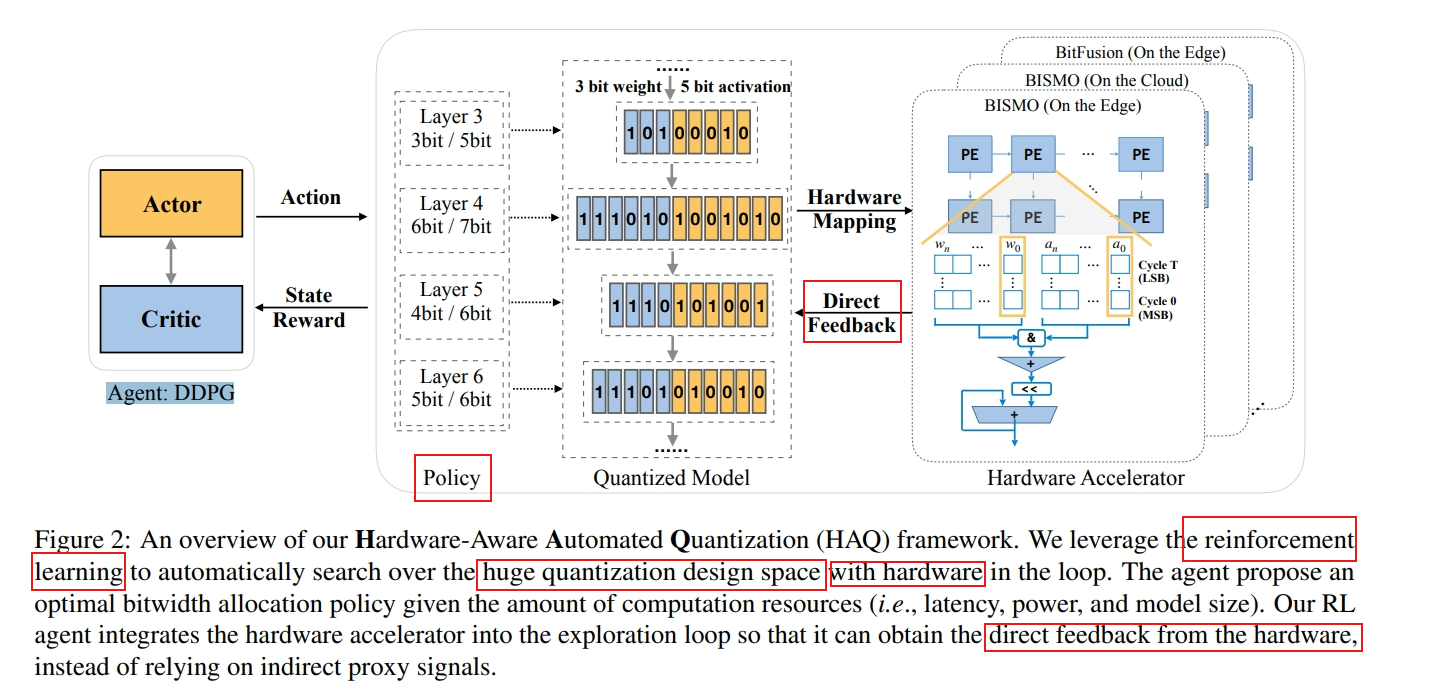 BitFusion (On the Edge)
BISMO (On the Cloud)
BISMO (On the Edge)
......
3 bit weight 5 bit activation
Layer 3
3bit / 5bit
1 0 1 0 0 0 1 0
PE PE ... PE
Actor
Action
Layer 4
6bit / 7bit
1 1 1 0 1 0 1 0 0 1 0 1 0
Hardware
Mapping
PE PE PE
wn ... w0 an ... a0
... ... Cycle T
(LSB)
Critic
State
Reward
Layer 5
4bit / 6bit
1 1 1 0 1 0 1 0 0 1
Direct
Feedback
... ... Cycle 0
(MSB)
&
+
Layer 6
5bit / 6bit
1 1 1 0 1 0 1 0 0 1 0
<<
+
Agent: DDPG
......
Policy
Quantized Model
Hardware Accelerator
Figure 2: An overview of our Hardware-Aware Automated Quantization (HAQ) framework. We leverage the reinforcement
learning to automatically search over the huge quantization design space with hardware in the loop. The agent propose an
optimal bitwidth allocation policy given the amount of computation resources (i.e., latency, power, and model size). Our RL
agent integrates the hardware accelerator into the exploration loop so that it can obtain the direct feedback from the hardware,
instead of relying on indirect proxy signals.